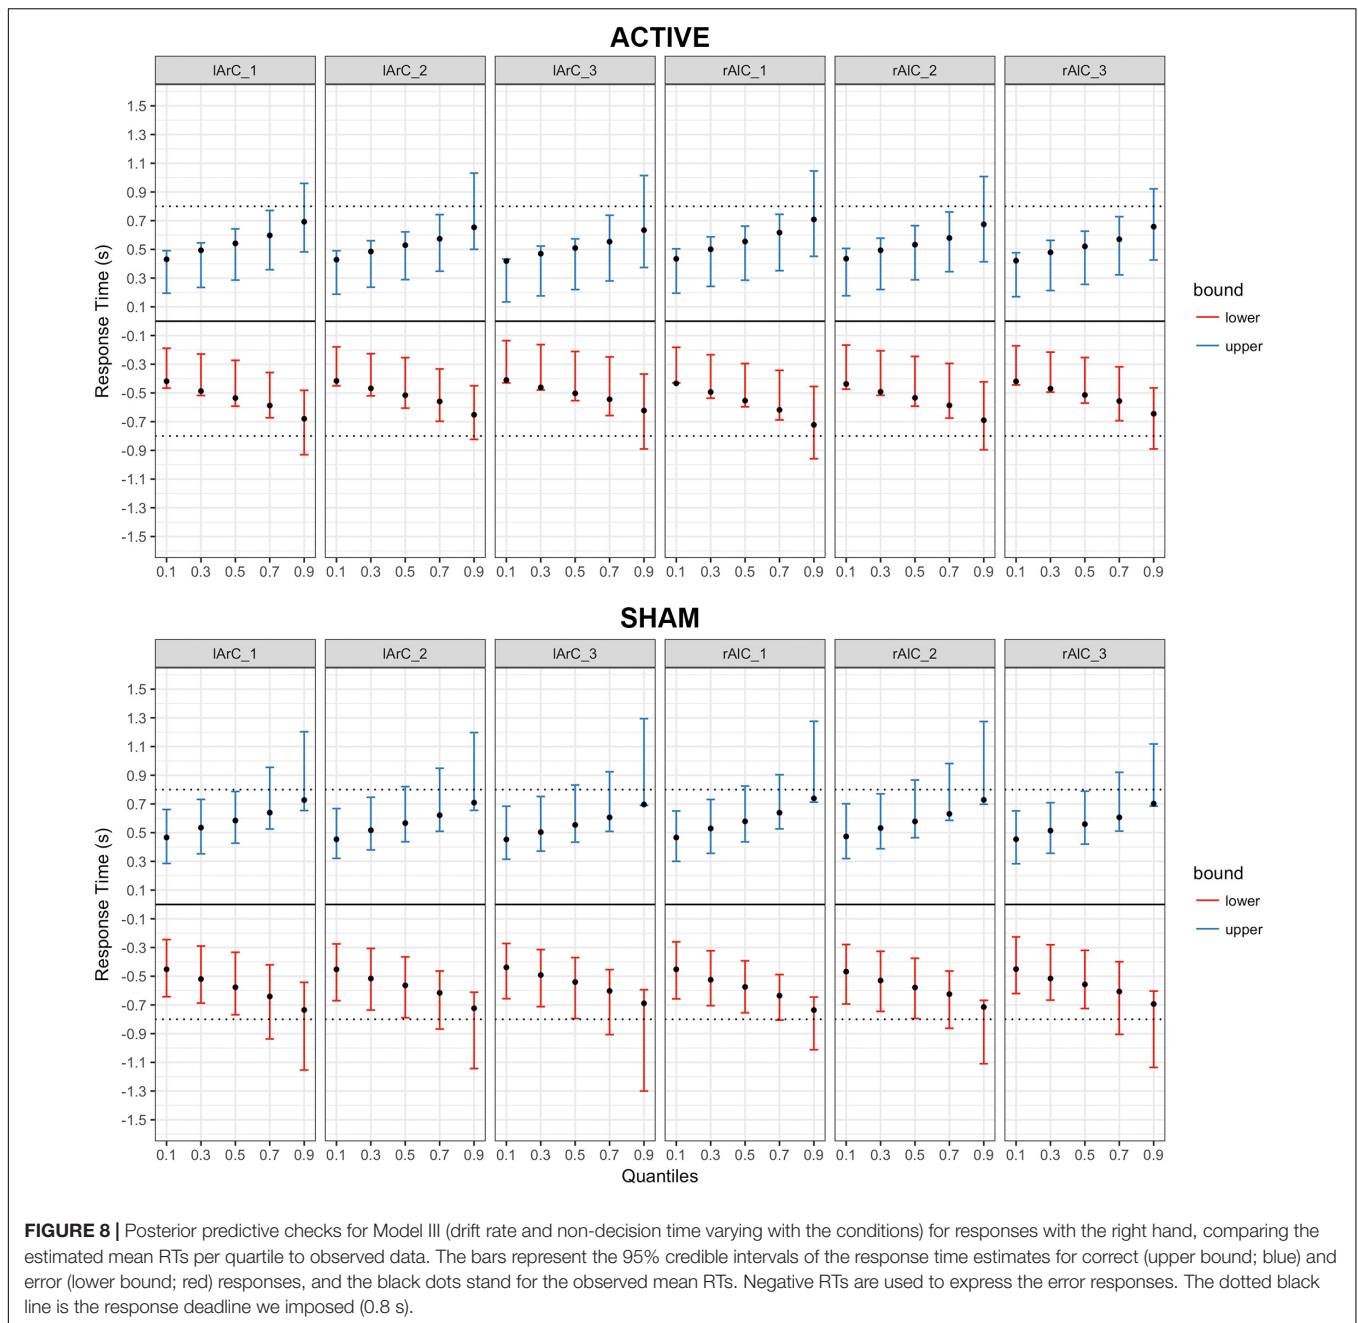 ACTIVE
lArC_1 lArC_2 lArC_3 rAIC_1 rAIC_2 rAIC_3
1.5
1.3
1.1
0.9
0.7
0.5
0.3
0.1
-0.1
-0.3
-0.5
-0.7
-0.9
-1.1
-1.3
-1.5
Response Time (s)
0.1 0.3 0.5 0.7 0.9 0.1 0.3 0.5 0.7 0.9 0.1 0.3 0.5 0.7 0.9 0.1 0.3 0.5 0.7 0.9 0.1 0.3 0.5 0.7 0.9 0.1 0.3 0.5 0.7 0.9
bound
lower
upper
SHAM
lArC_1 lArC_2 lArC_3 rAIC_1 rAIC_2 rAIC_3
1.5
1.3
1.1
0.9
0.7
0.5
0.3
0.1
-0.1
-0.3
-0.5
-0.7
-0.9
-1.1
-1.3
-1.5
Response Time (s)
0.1 0.3 0.5 0.7 0.9 0.1 0.3 0.5 0.7 0.9 0.1 0.3 0.5 0.7 0.9 0.1 0.3 0.5 0.7 0.9 0.1 0.3 0.5 0.7 0.9 0.1 0.3 0.5 0.7 0.9
Quantiles
bound
lower
upper
FIGURE 8 | Posterior predictive checks for Model III (drift rate and non-decision time varying with the conditions) for responses with the right hand, comparing the
estimated mean RTs per quartile to observed data. The bars represent the 95% credible intervals of the response time estimates for correct (upper bound; blue) and
error (lower bound; red) responses, and the black dots stand for the observed mean RTs. Negative RTs are used to express the error responses. The dotted black
line is the response deadline we imposed (0.8 s).